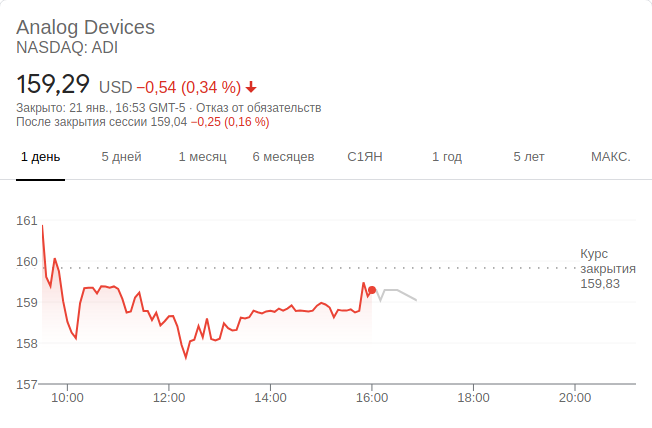 Analog Devices
NASDAQ: ADI
159,29 USD −0,54 (0,34 %)
Закрыто: 21 янв., 16:53 GMT-5 · Отказ от обязательств
После закрытия сессии 159,04 −0,25 (0,16 %)
1 день 5 дней 1 месяц 6 месяцев С1ЯН 1 год 5 лет МАКС.
161
160
159
158
157
Курс
закрытия
159,83
10:00 12:00 14:00 16:00 18:00 20:00